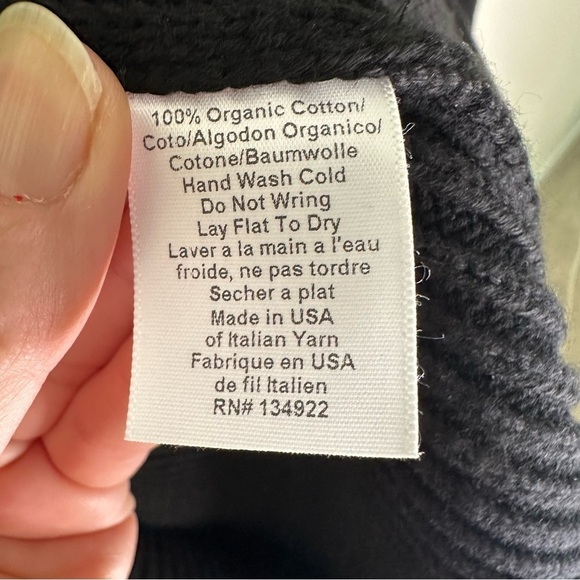 100% Organic Cotton/
Coto/Algodon Organico/
Cotone/Baumwolle
Hand Wash Cold
Do Not Wring
Lay Flat To Dry
Laver a la main a l'eau
froide, ne pas tordre
Secher a plat
Made in USA
of Italian Yarn
Fabrique en USA
de fil Italien
RN# 134922